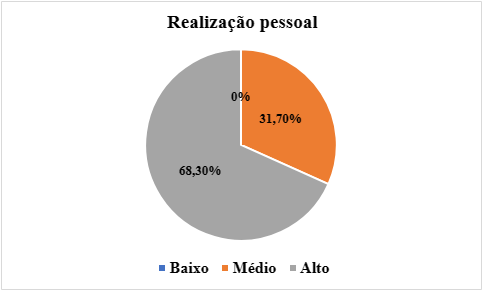 Realização pessoal
0%
31,70%
68,30%
Baixo Médio Alto